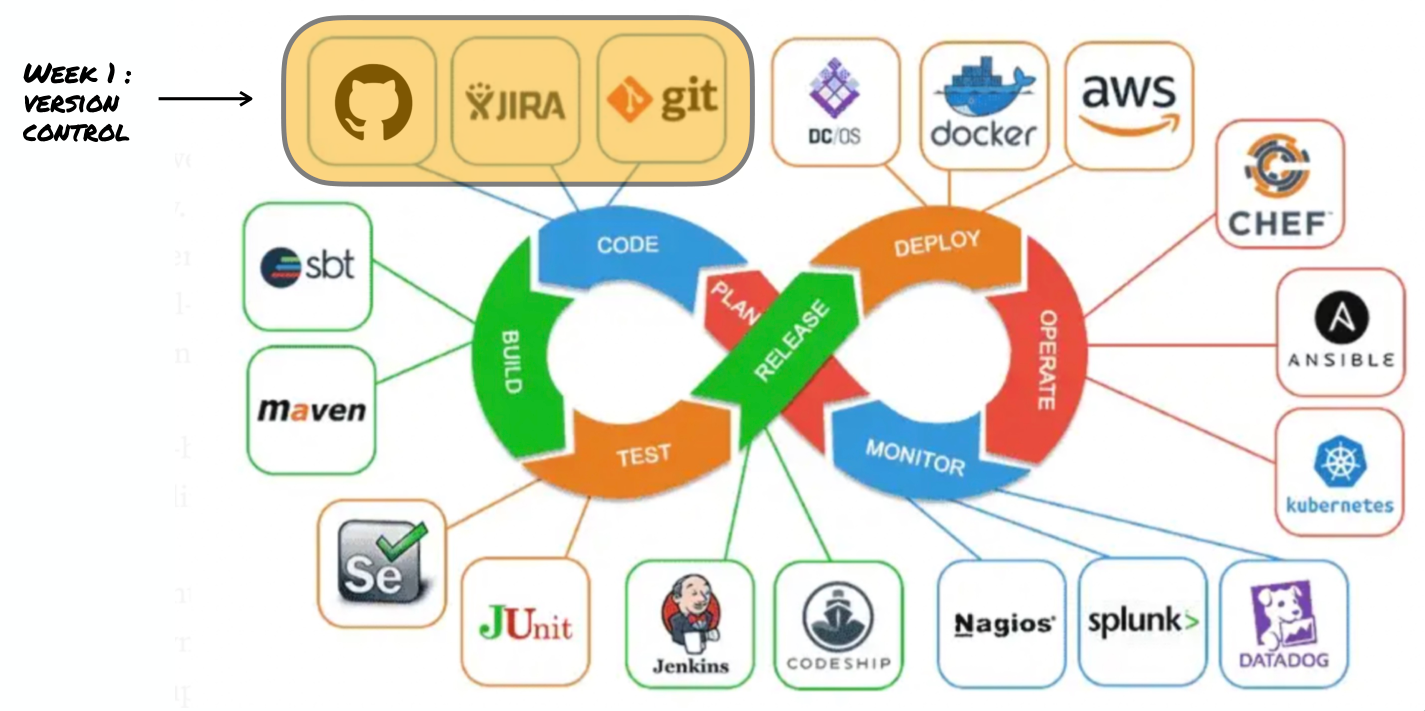 WEEK 1 :
VERSION
CONTROL
JIRA
git
DC/OS
docker
aws
CHEF
sbt
CODE
DEPLOY
PLAN
RELEASE
BUILD
OPERATE
ANSIBLE
maven
TEST
MONITOR
kubernetes
Se
JUnit
Jenkins
CODESHIP
Nagios
splunk>
DATADOG